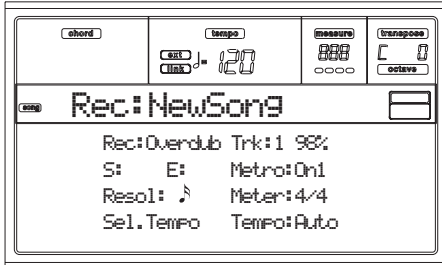 chord tempo measure transpose
ext ♩= 120 888 C 0
link octave
song Rec:NewSong
Rec:Overdub Trk:1 98%
S: E: Metro:On1
Resol: Meter:4/4
Sel.Tempo Tempo:Auto